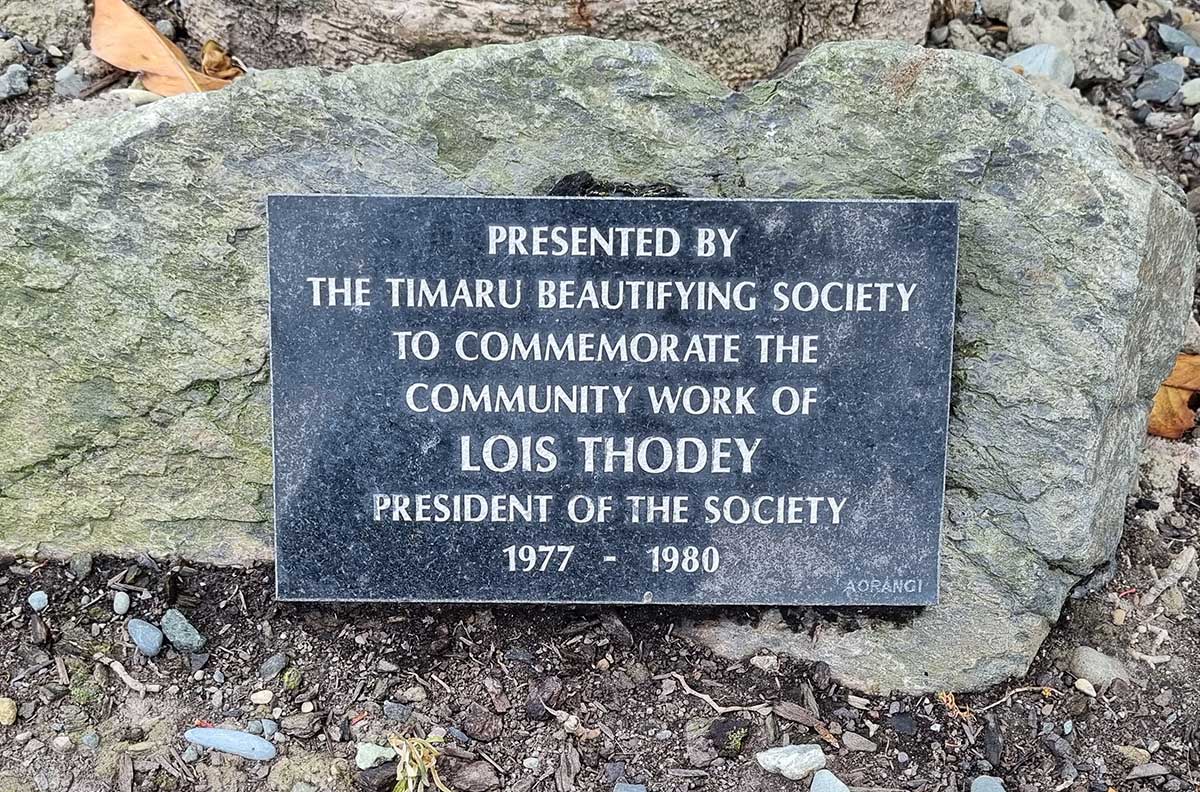 PRESENTED BY
THE TIMARU BEAUTIFYING SOCIETY
TO COMMEMORATE THE
COMMUNITY WORK OF
LOIS THODEY
PRESIDENT OF THE SOCIETY
1977 - 1980
AORANGI